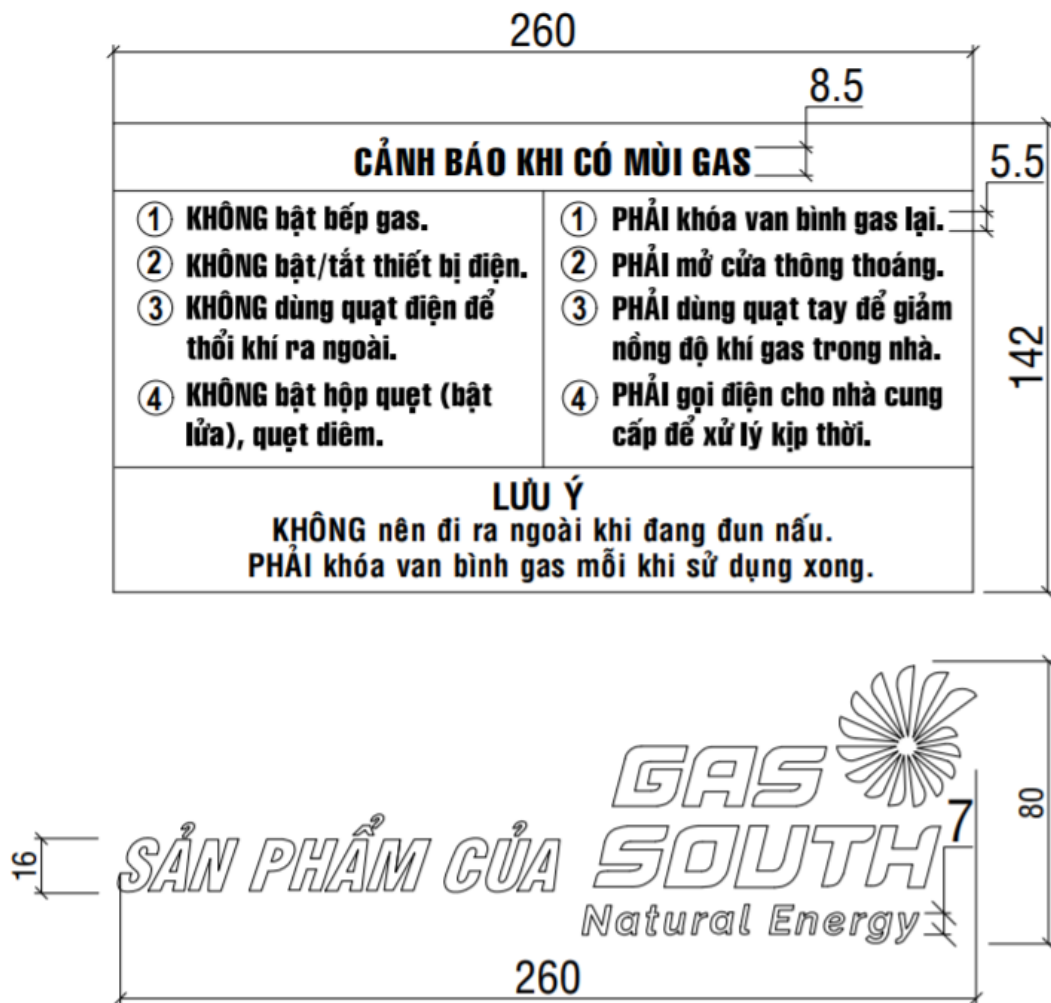 260
8.5
CẢNH BÁO KHI CÓ MÙI GAS
5.5
1 KHÔNG bật bếp gas.
2 KHÔNG bật/tắt thiết bị điện.
3 KHÔNG dùng quạt điện để
thổi khí ra ngoài.
4 KHÔNG bật hộp quẹt (bật
lửa), quẹt diêm.
1 PHẢI khóa van bình gas lại.
2 PHẢI mở cửa thông thoáng.
3 PHẢI dùng quạt tay để giảm
nồng độ khí gas trong nhà.
4 PHẢI gọi điện cho nhà cung
cấp để xử lý kịp thời.
142
LƯU Ý
KHÔNG nên đi ra ngoài khi đang đun nấu.
PHẢI khóa van bình gas mỗi khi sử dụng xong.
16
SẢN PHẨM CỦA
GAS
SOUTH
Natural Energy
7
80
260